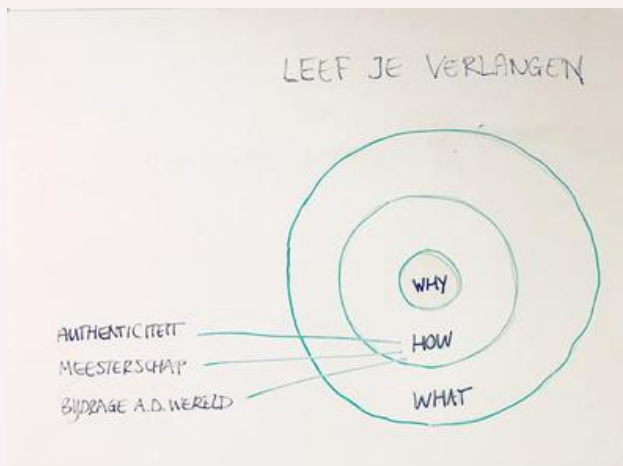 LEEF JE VERLANGEN
WHY
AUTHENTICITEIT
HOW
MEESTERSCHAP
BIJDRAGE A.D. WERELD
WHAT